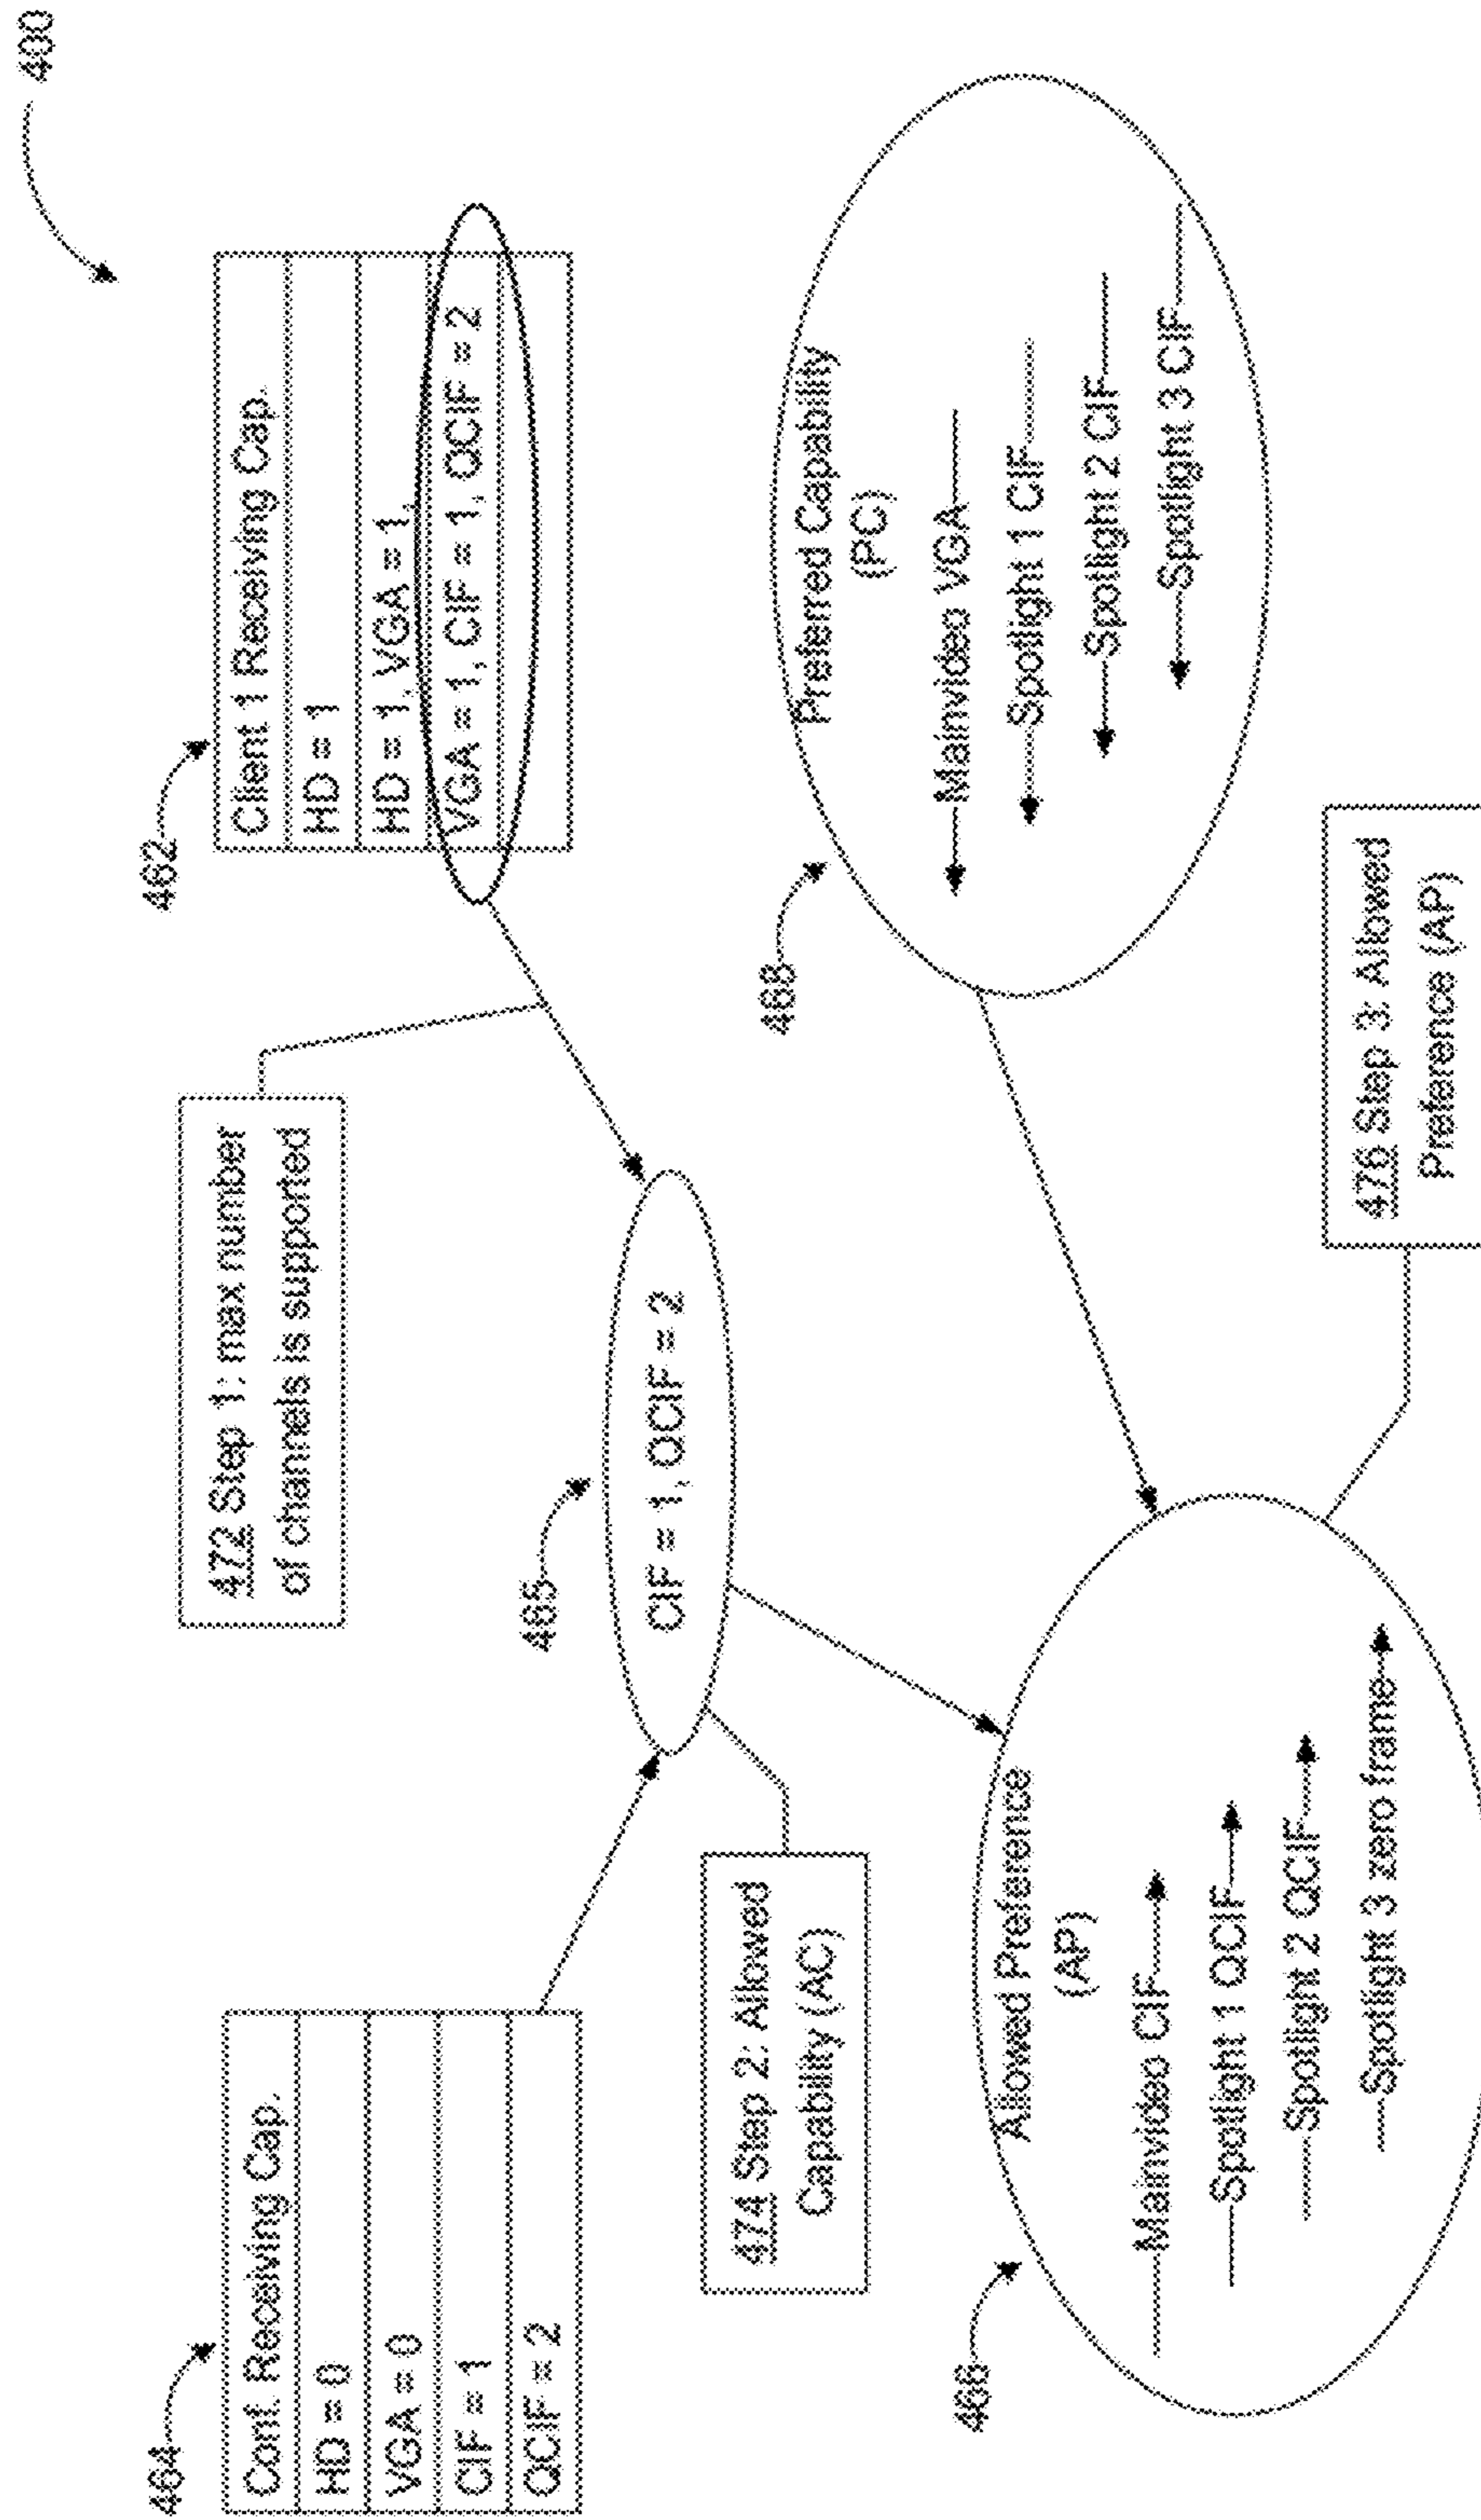 400
464
Conf. Receiving Cap.
HD = 0
VGA = 0
CIF = 1
QCIF = 2
472 Step 1: max number
of channels is supported
462
Client 1 Receiving Cap.
HD = 1
HD = 1, VGA = 1,
VGA = 1, CIF = 1, QCIF = 2
465
CIF = 1, QCIF = 2
474 Step 2: Allowed
Capability (AC)
466
Allowed Preference
(AP)
Mainvideo CIF
Spotlight 1 QCIF
Spotlight 2 QCIF
Spotlight 3 zero frame
468
Preferred Capability
(PC)
Mainvideo VGA
Spotlight 1 CIF
Spotlight 2 CIF
Spotlight 3 CIF
476 Step 3: Allowed
Preference (AP)